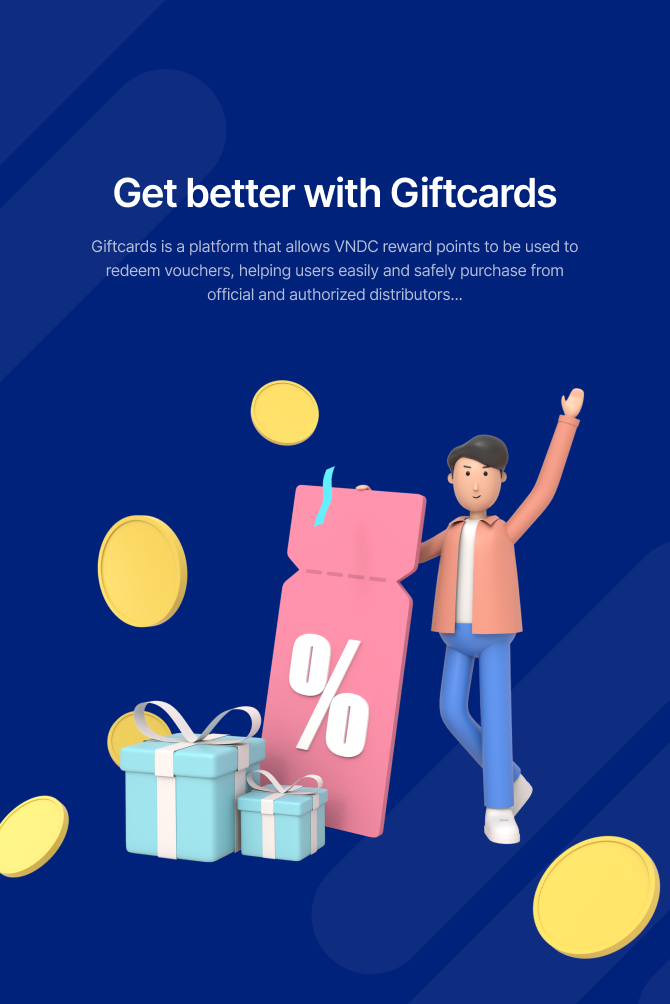 Get better with Giftcards
Giftcards is a platform that allows VNDC reward points to be used to
redeem vouchers, helping users easily and safely purchase from
official and authorized distributors...
%